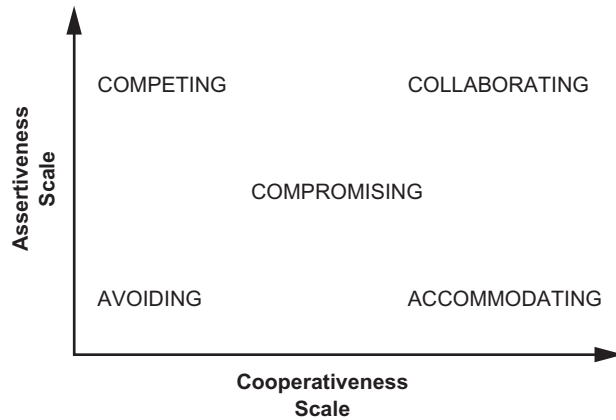 COMPETING
COLLABORATING
Assertiveness
Scale
COMPROMISING
AVOIDING
ACCOMMODATING
Cooperativeness
Scale